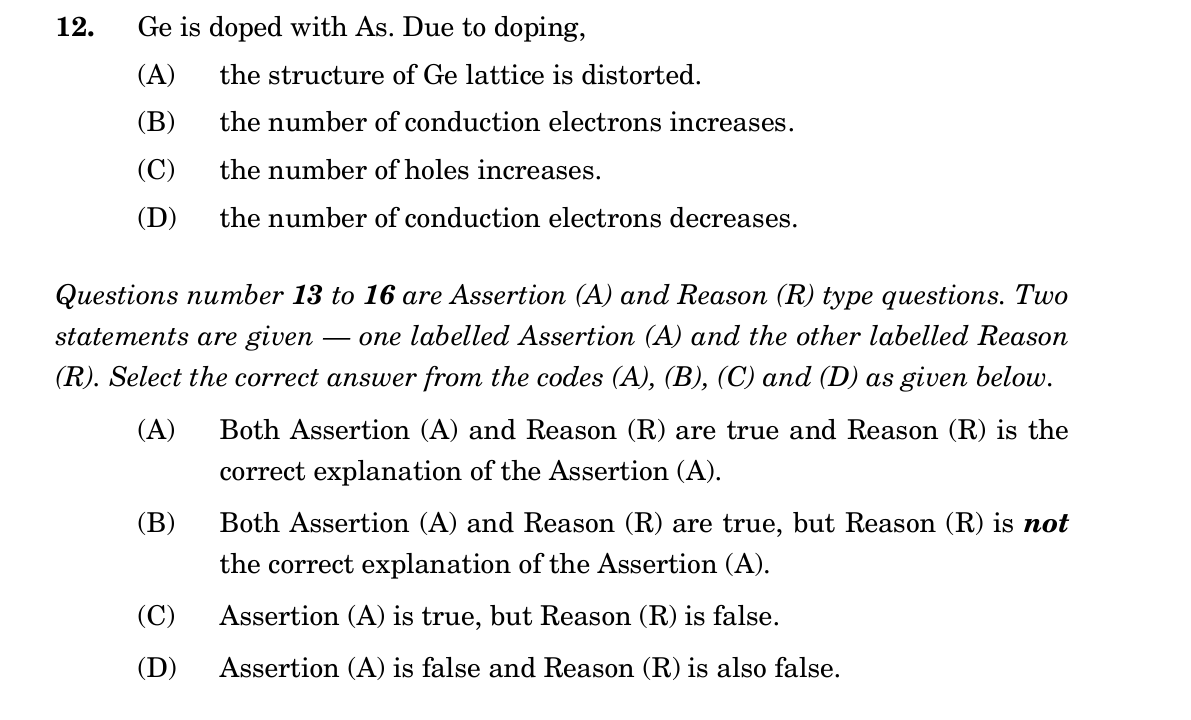 12. Ge is doped with As. Due to doping,
(A) the structure of Ge lattice is distorted.
(B) the number of conduction electrons increases.
(C) the number of holes increases.
(D) the number of conduction electrons decreases.
Questions number 13 to 16 are Assertion (A) and Reason (R) type questions. Two
statements are given — one labelled Assertion (A) and the other labelled Reason
(R). Select the correct answer from the codes (A), (B), (C) and (D) as given below.
(A) Both Assertion (A) and Reason (R) are true and Reason (R) is the
correct explanation of the Assertion (A).
(B) Both Assertion (A) and Reason (R) are true, but Reason (R) is not
the correct explanation of the Assertion (A).
(C) Assertion (A) is true, but Reason (R) is false.
(D) Assertion (A) is false and Reason (R) is also false.